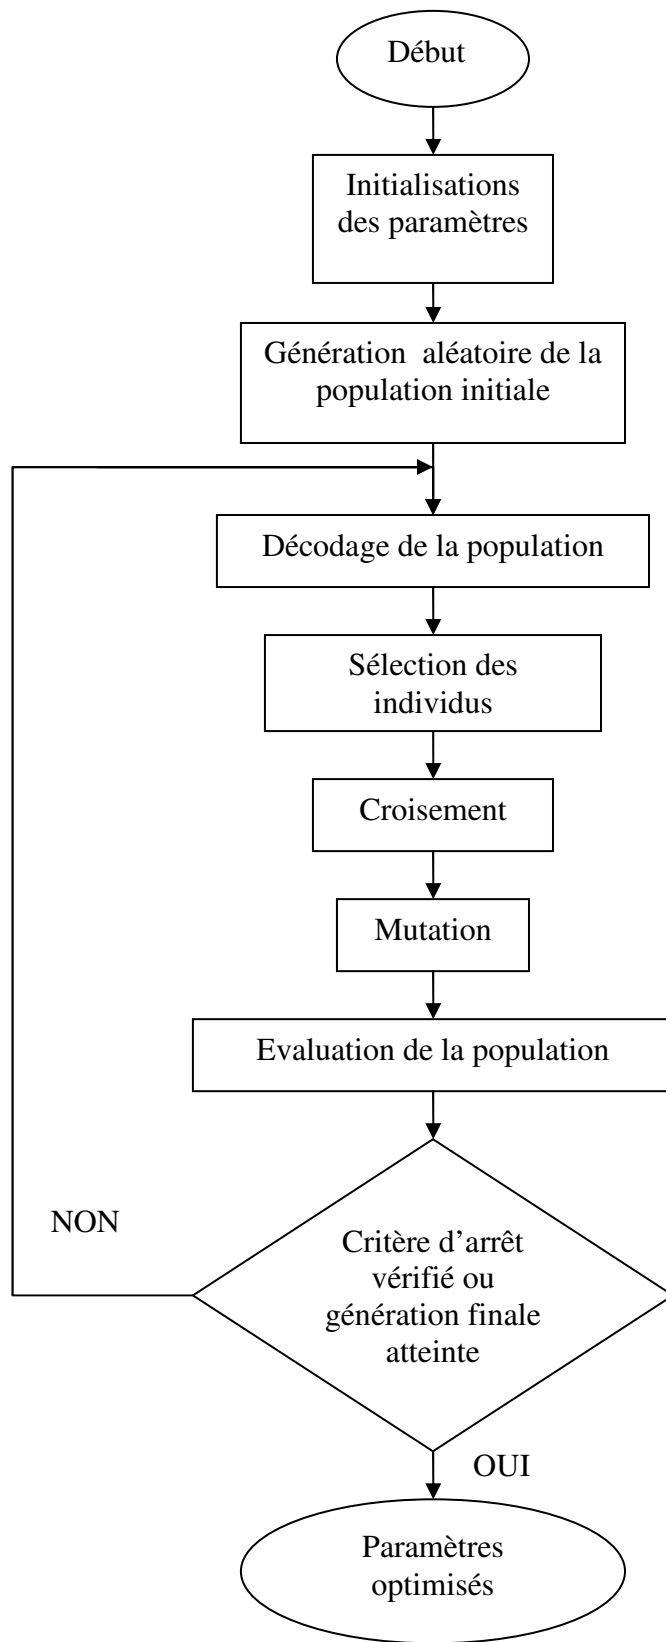 Début
Initialisations
des paramètres
Génération aléatoire de la
population initiale
Décodage de la population
Sélection des
individus
Croisement
Mutation
Evaluation de la population
NON
Critère d’arrêt
vérifié ou
génération finale
atteinte
OUI
Paramètres
optimisés